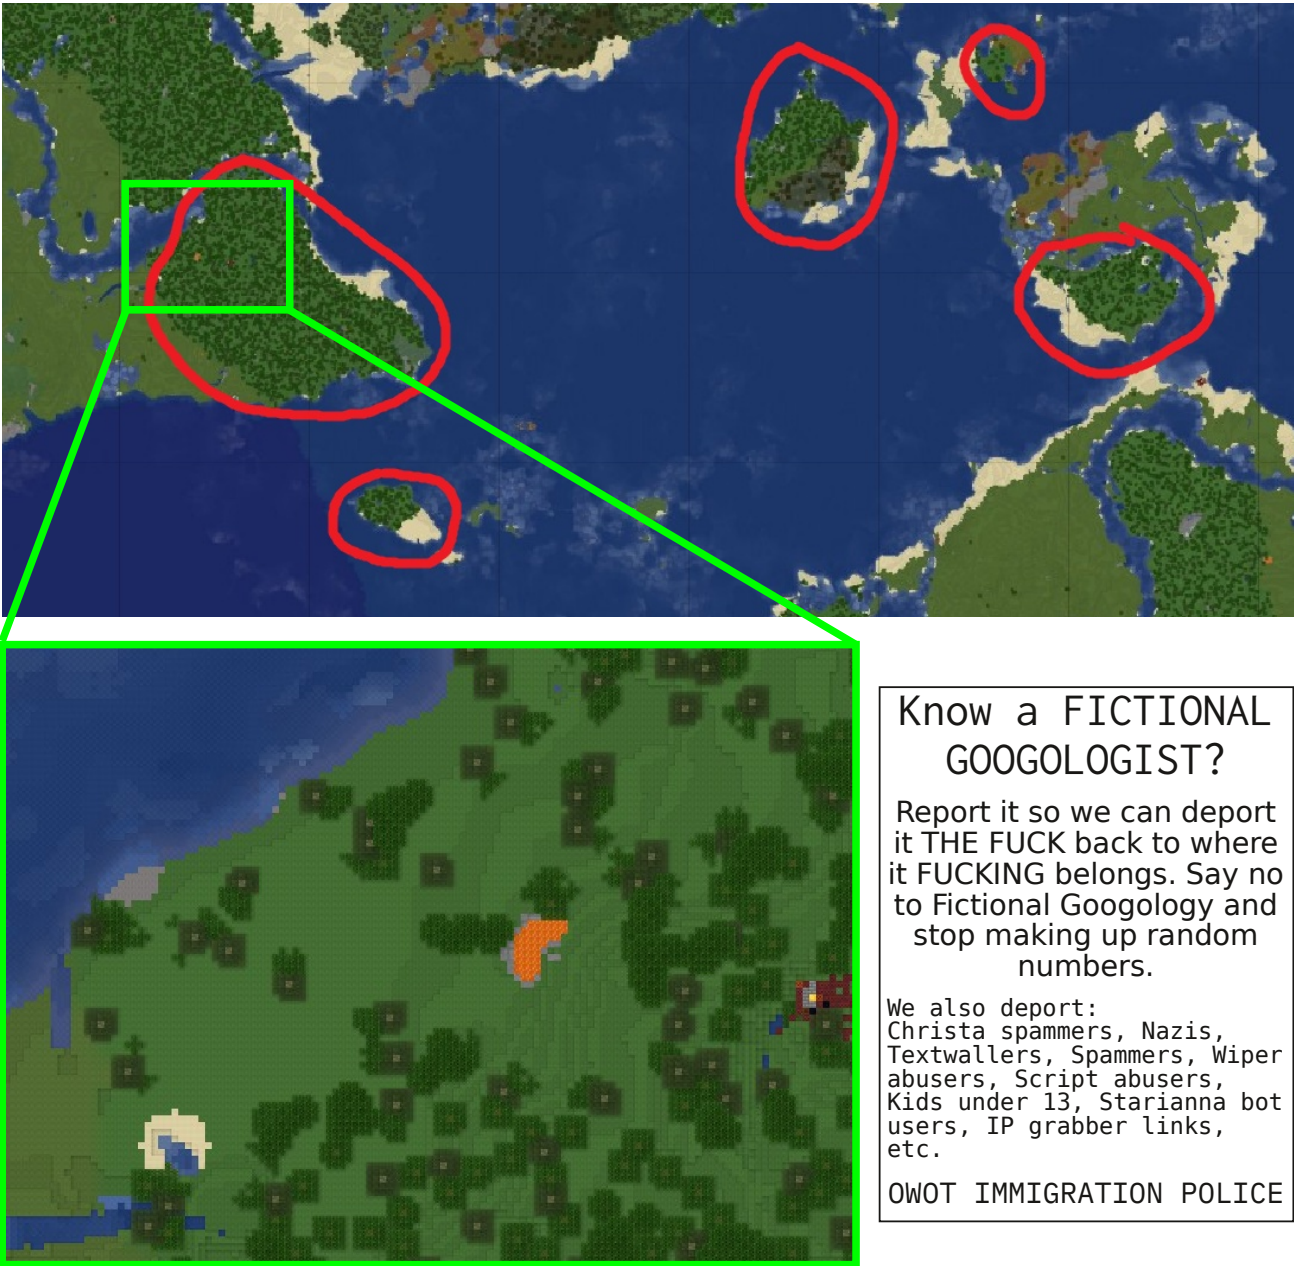 Know a FICTIONAL
GOOGOLOGIST?
Report it so we can deport
it THE FUCK back to where
it FUCKING belongs. Say no
to Fictional Googology and
stop making up random
numbers.
We also deport:
Christa spammers, Nazis,
Textwallers, Spammers, Wiper
abusers, Script abusers,
Kids under 13, Starianna bot
users, IP grabber links,
etc.
OWOT IMMIGRATION POLICE